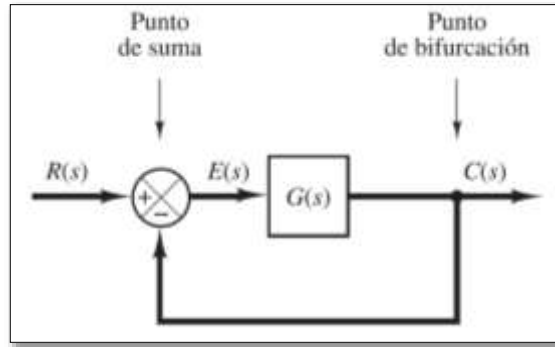 Punto
de suma
Punto
de bifurcación
R(s)
+
−
E(s)
G(s)
C(s)